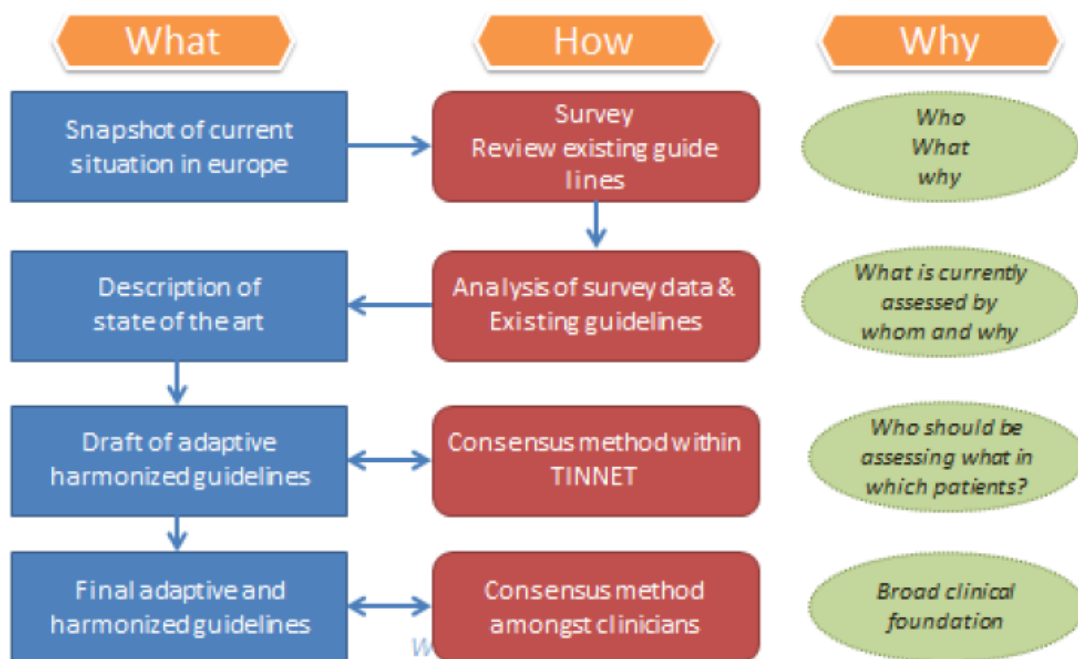 What
How
Why
Snapshot of current
situation in europe
Survey
Review existing guide
lines
Who
What
why
Description of
state of the art
Analysis of survey data &
Existing guidelines
What is currently
assessed by
whom and why
Draft of adaptive
harmonized guidelines
Consensus method within
TINNET
Who should be
assessing what in
which patients?
Final adaptive and
harmonized guidelines
Consensus method
amongst clinicians
Broad clinical
foundation